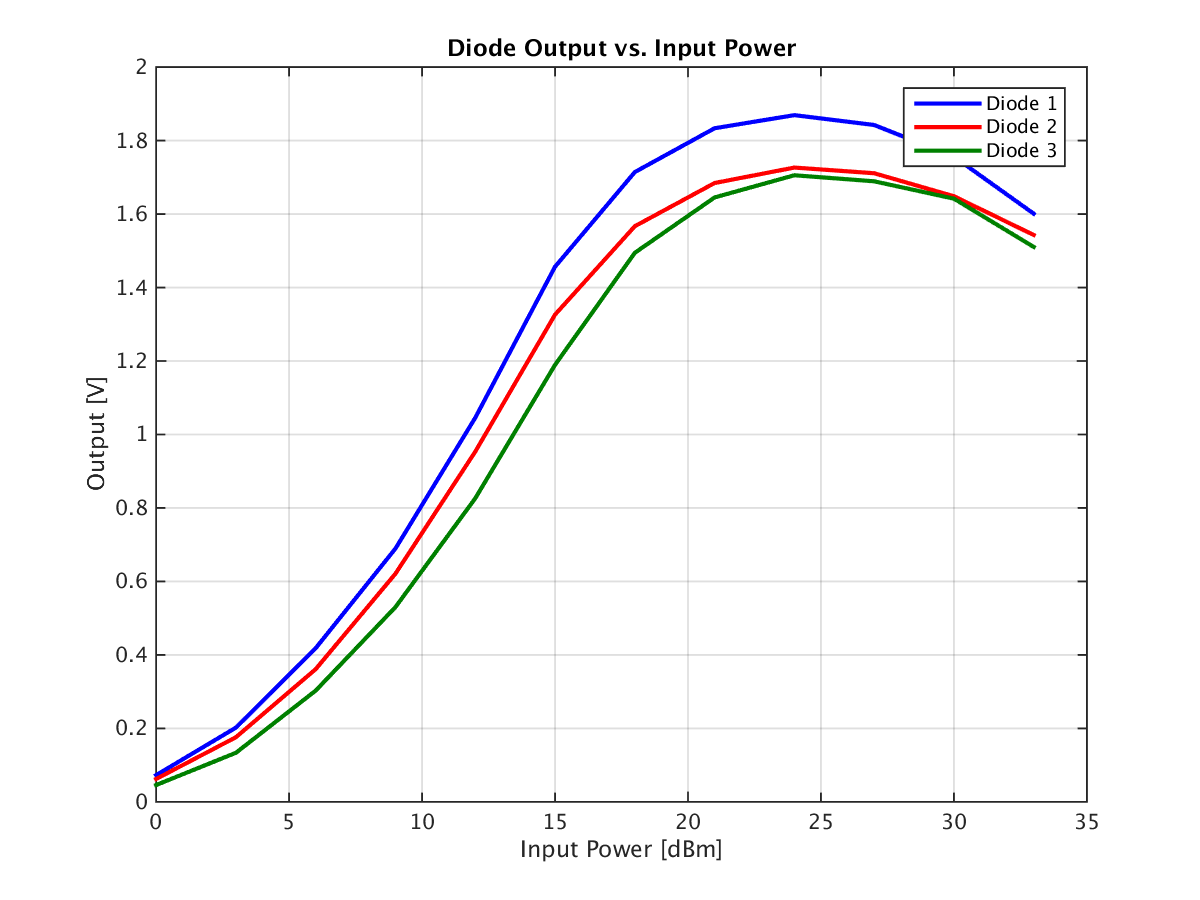 Diode Output vs. Input Power
Diode 1
Diode 2
Diode 3
2
1.8
1.6
1.4
1.2
1
0.8
0.6
0.4
0.2
0
Output [V]
0 5 10 15 20 25 30 35
Input Power [dBm]